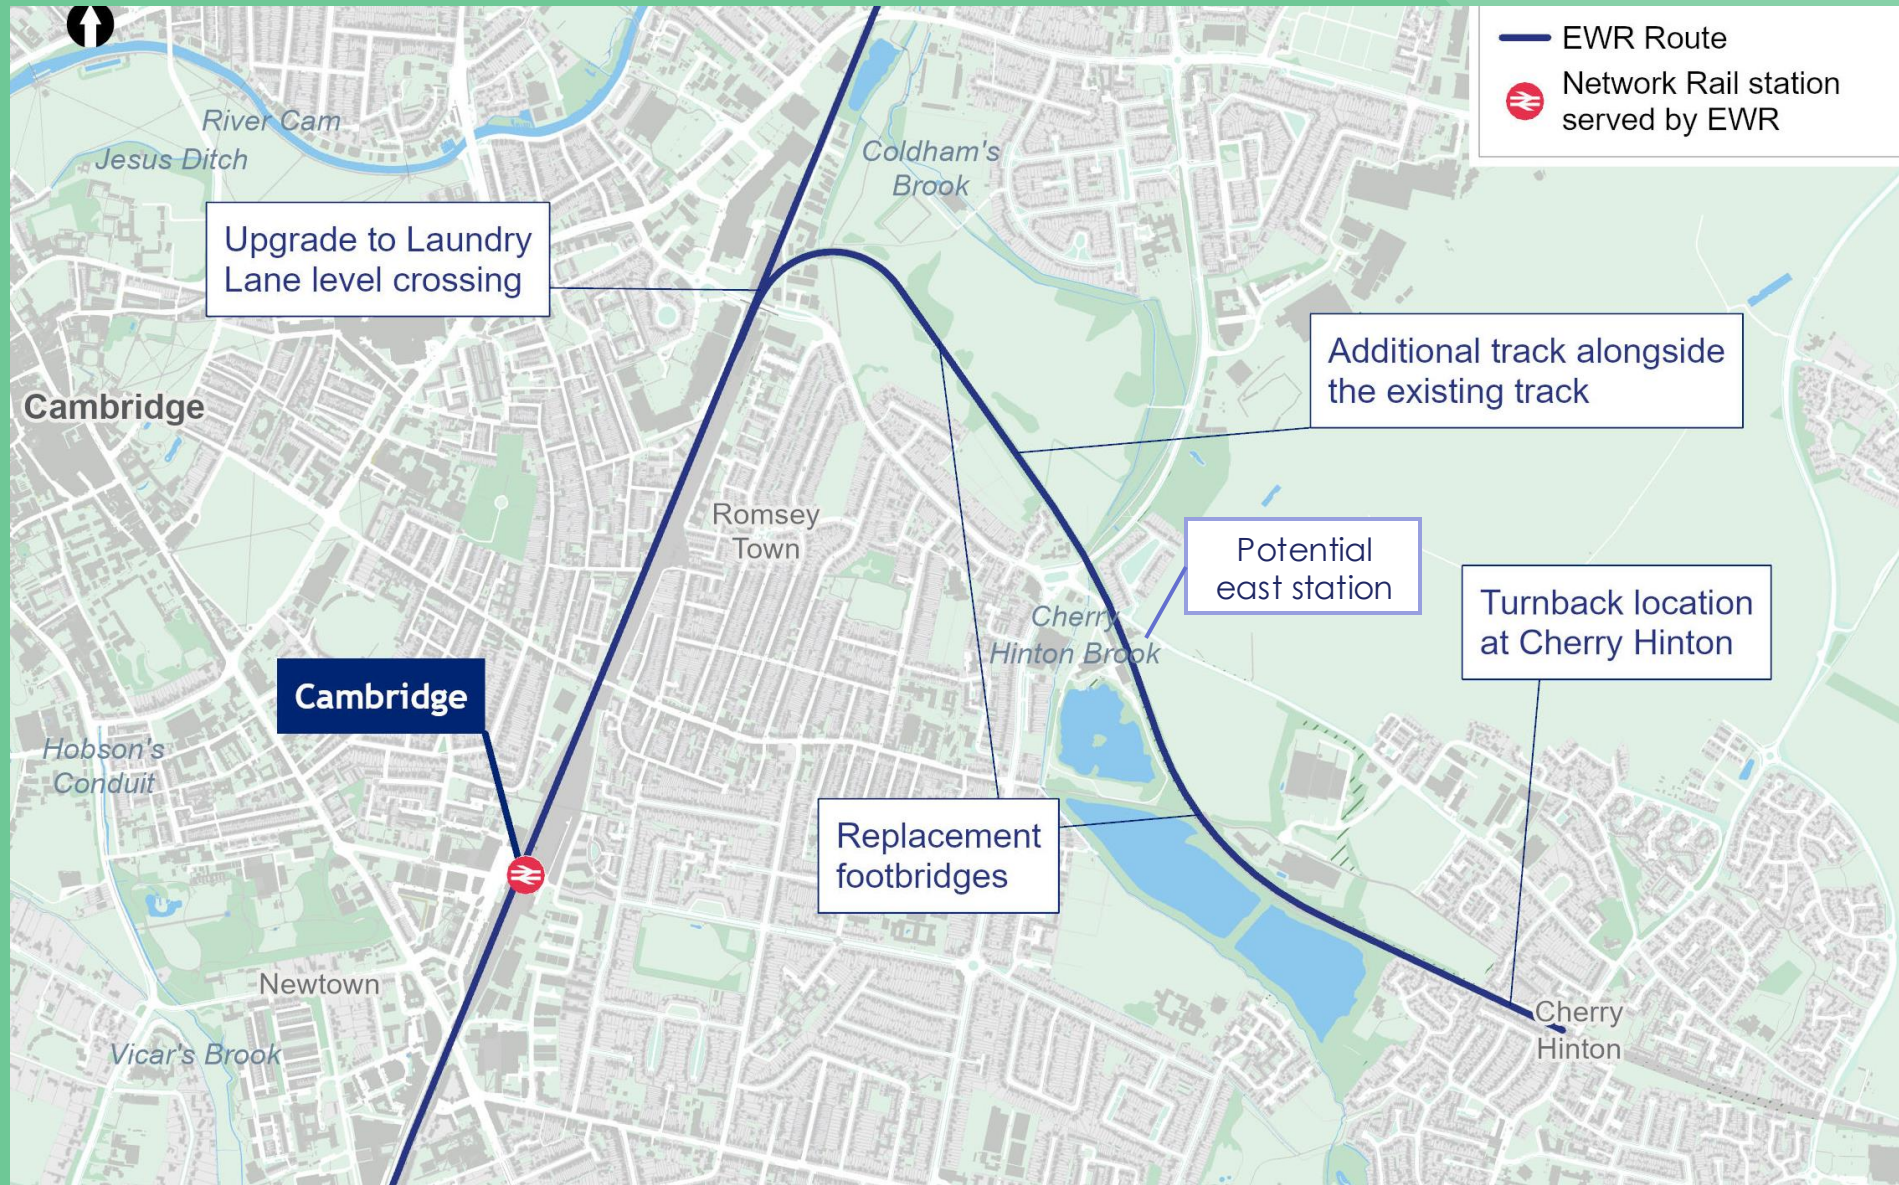 EWR Route
Network Rail station
served by EWR
River Cam
Jesus Ditch
Coldham's
Brook
Upgrade to Laundry
Lane level crossing
Additional track alongside
the existing track
Cambridge
Romsey
Town
Potential
east station
Turnback location
at Cherry Hinton
Cherry
Hinton Brook
Cambridge
Hobson's
Conduit
Replacement
footbridges
Newtown
Cherry
Hinton
Vicar's Brook